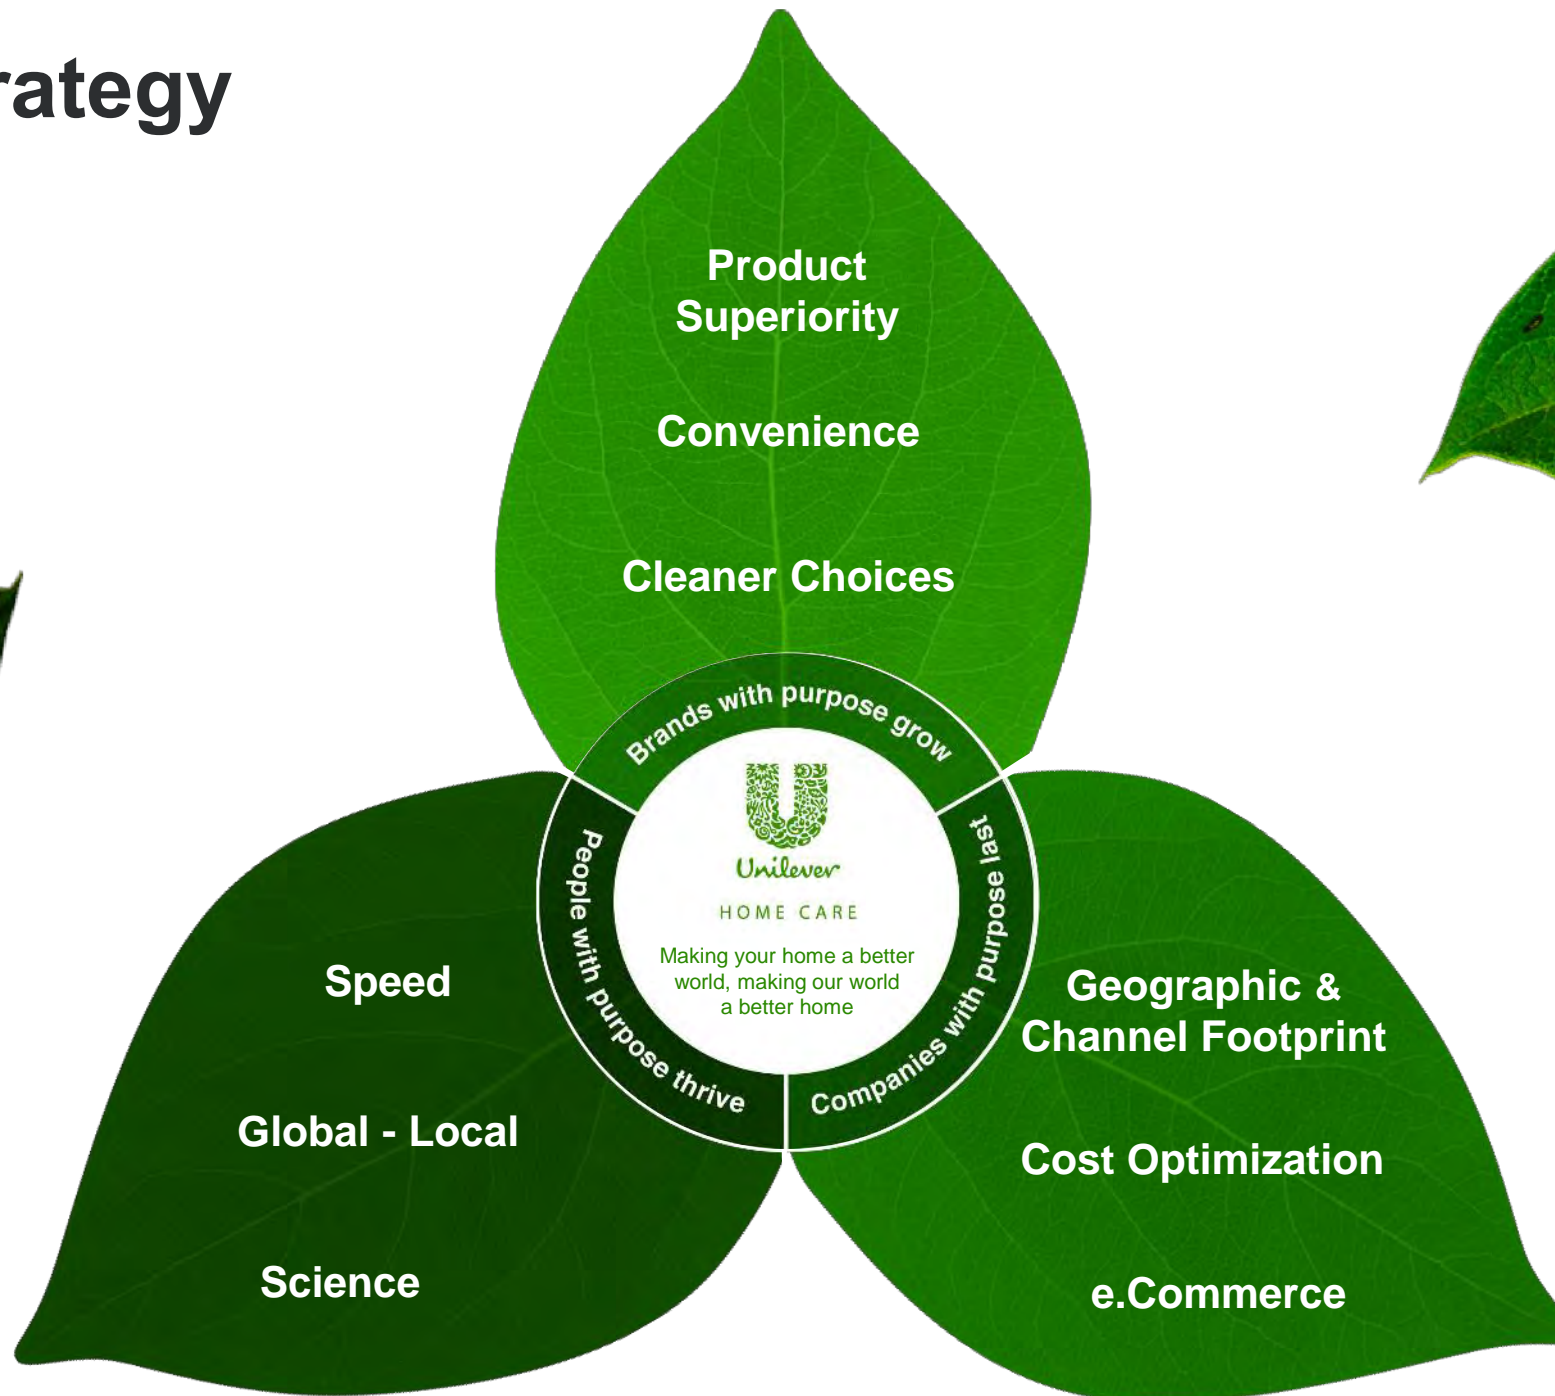 rategy
Product
Superiority
Convenience
Cleaner Choices
Brands with purpose grow
People with purpose thrive
Companies with purpose last
Unilever
HOME CARE
Making your home a better
world, making our world
a better home
Speed
Global - Local
Science
Geographic &
Channel Footprint
Cost Optimization
e.Commerce